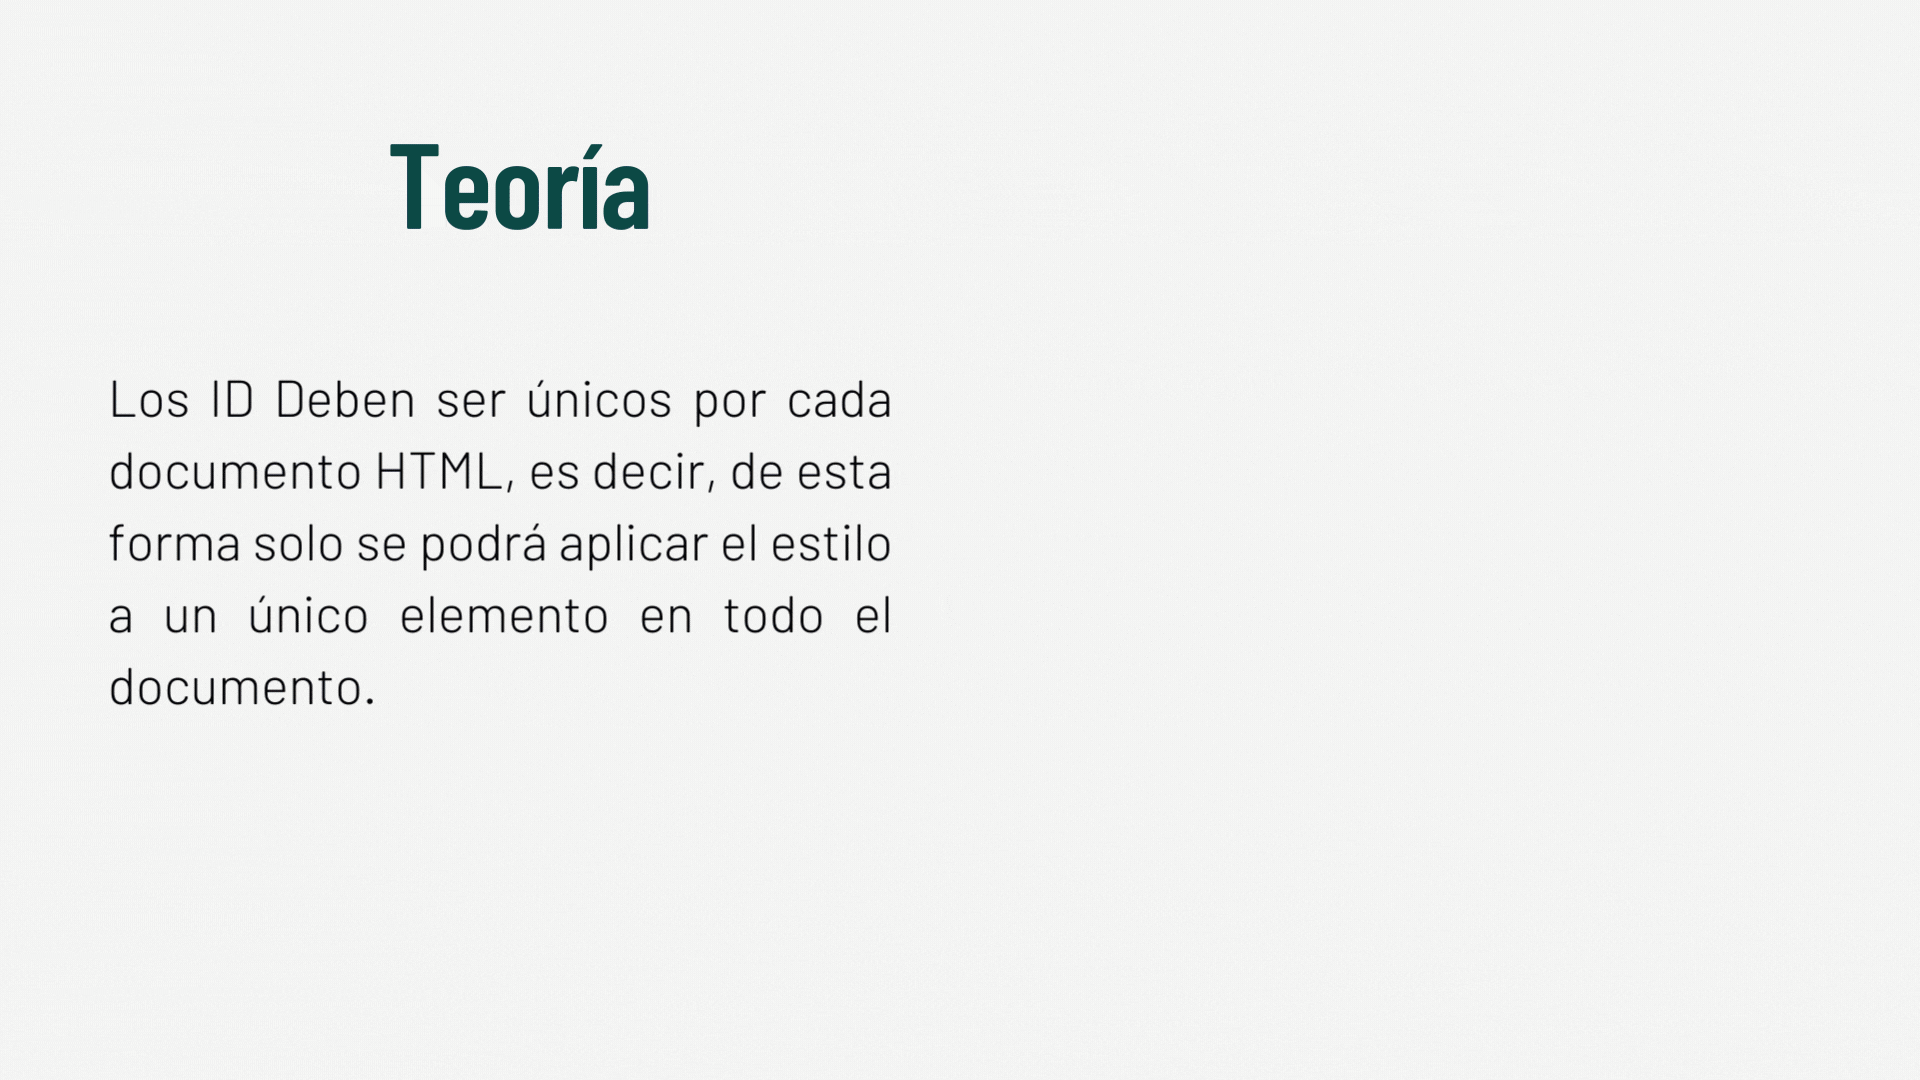 Teoría
Los ID Deben ser únicos por cada
documento HTML, es decir, de esta
forma solo se podrá aplicar el estilo
a un único elemento en todo el
documento.